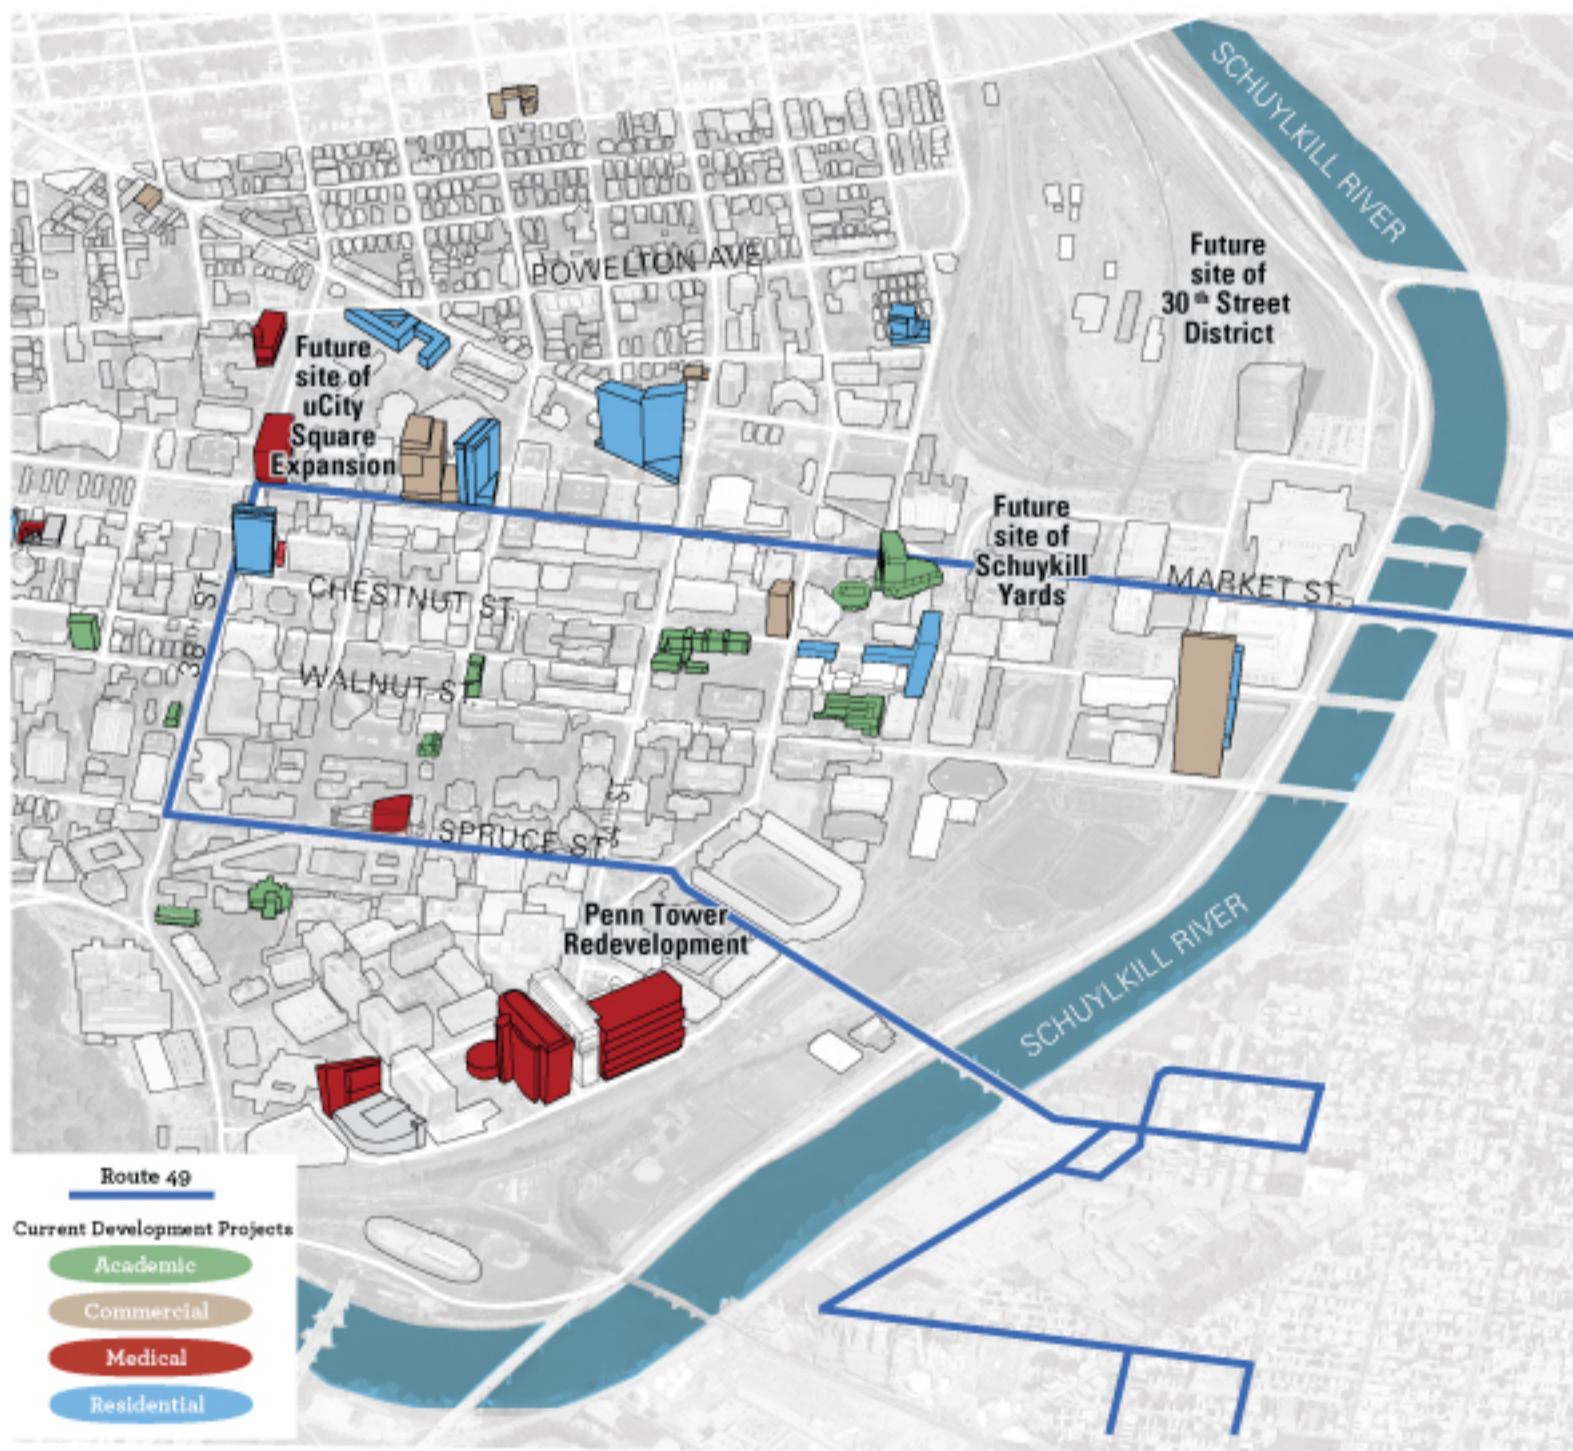 SCHUYLKILL RIVER
POWELTON AVE
Future
site of
30th Street
District
Future
site of
uCity
Square
Expansion
Future
site of
Schuykill
Yards
MARKET ST.
CHESTNUT ST.
38TH ST
WALNUT ST.
SPRUCE ST.
ST
Penn Tower
Redevelopment
SCHUYLKILL RIVER
Route 49
Current Development Projects
Academic
Commercial
Medical
Residential